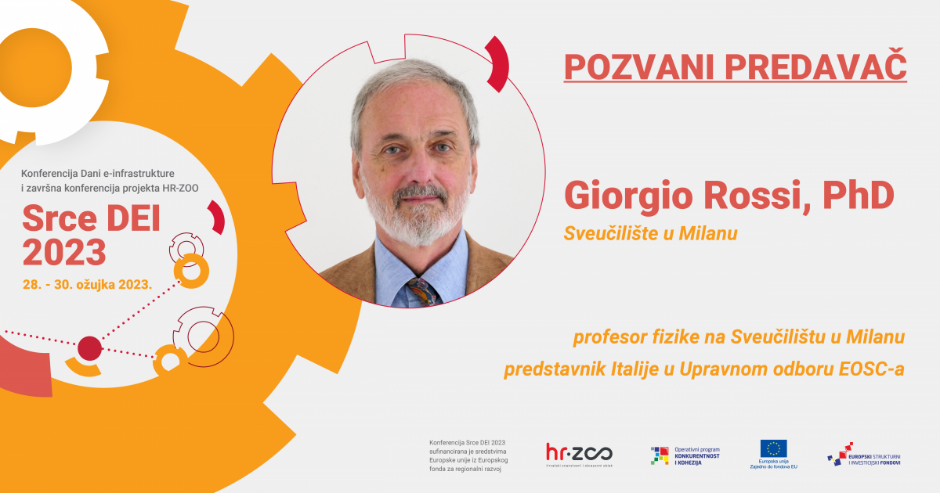 POZVANI PREDAVAČ
Konferencija Dani e-infrastrukture
i završna konferencija projekta HR-ZOO
Srce DEI
2023
28. - 30. ožujka 2023.
Giorgio Rossi, PhD
Sveučilište u Milanu
profesor fizike na Sveučilištu u Milanu
predstavnik Italije u Upravnom odboru EOSC-a
Konferencija Srce DEI 2023
sufinancirana je sredstvima
Europske unije iz Europskog
fonda za regionalni razvoj
hr-zoo
Operativni program
KONKURENTNOST
I KOHEZIJA
Europska unija
Zajedno do fondova EU
EUROPSKI STRUKTURNI
I INVESTICIJSKI FONDOVI